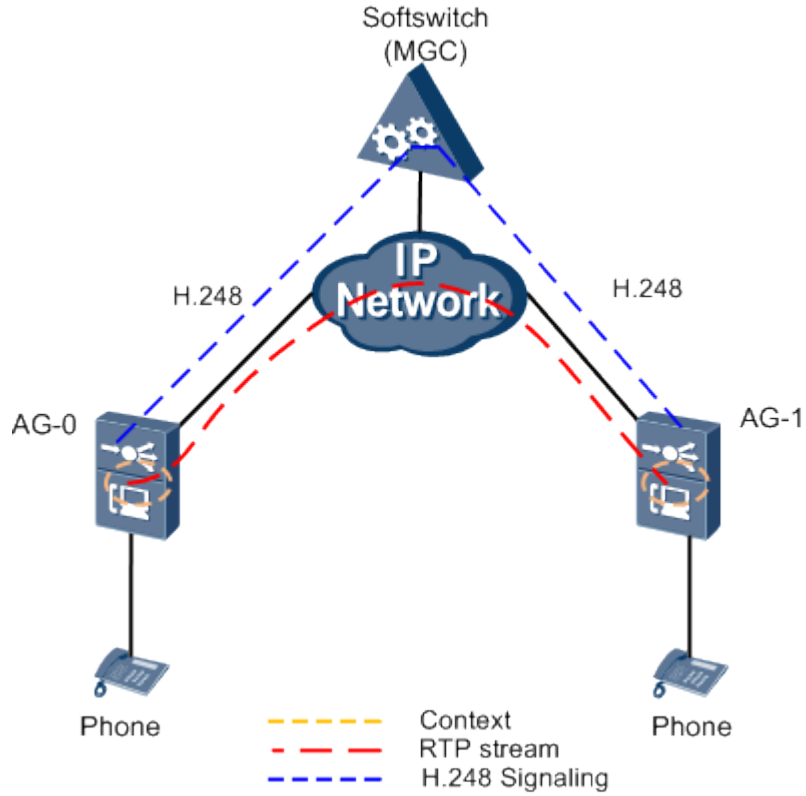 Softswitch
(MGC)
IP
Network
H.248
H.248
AG-0
AG-1
Phone
Phone
Context
RTP stream
H.248 Signaling